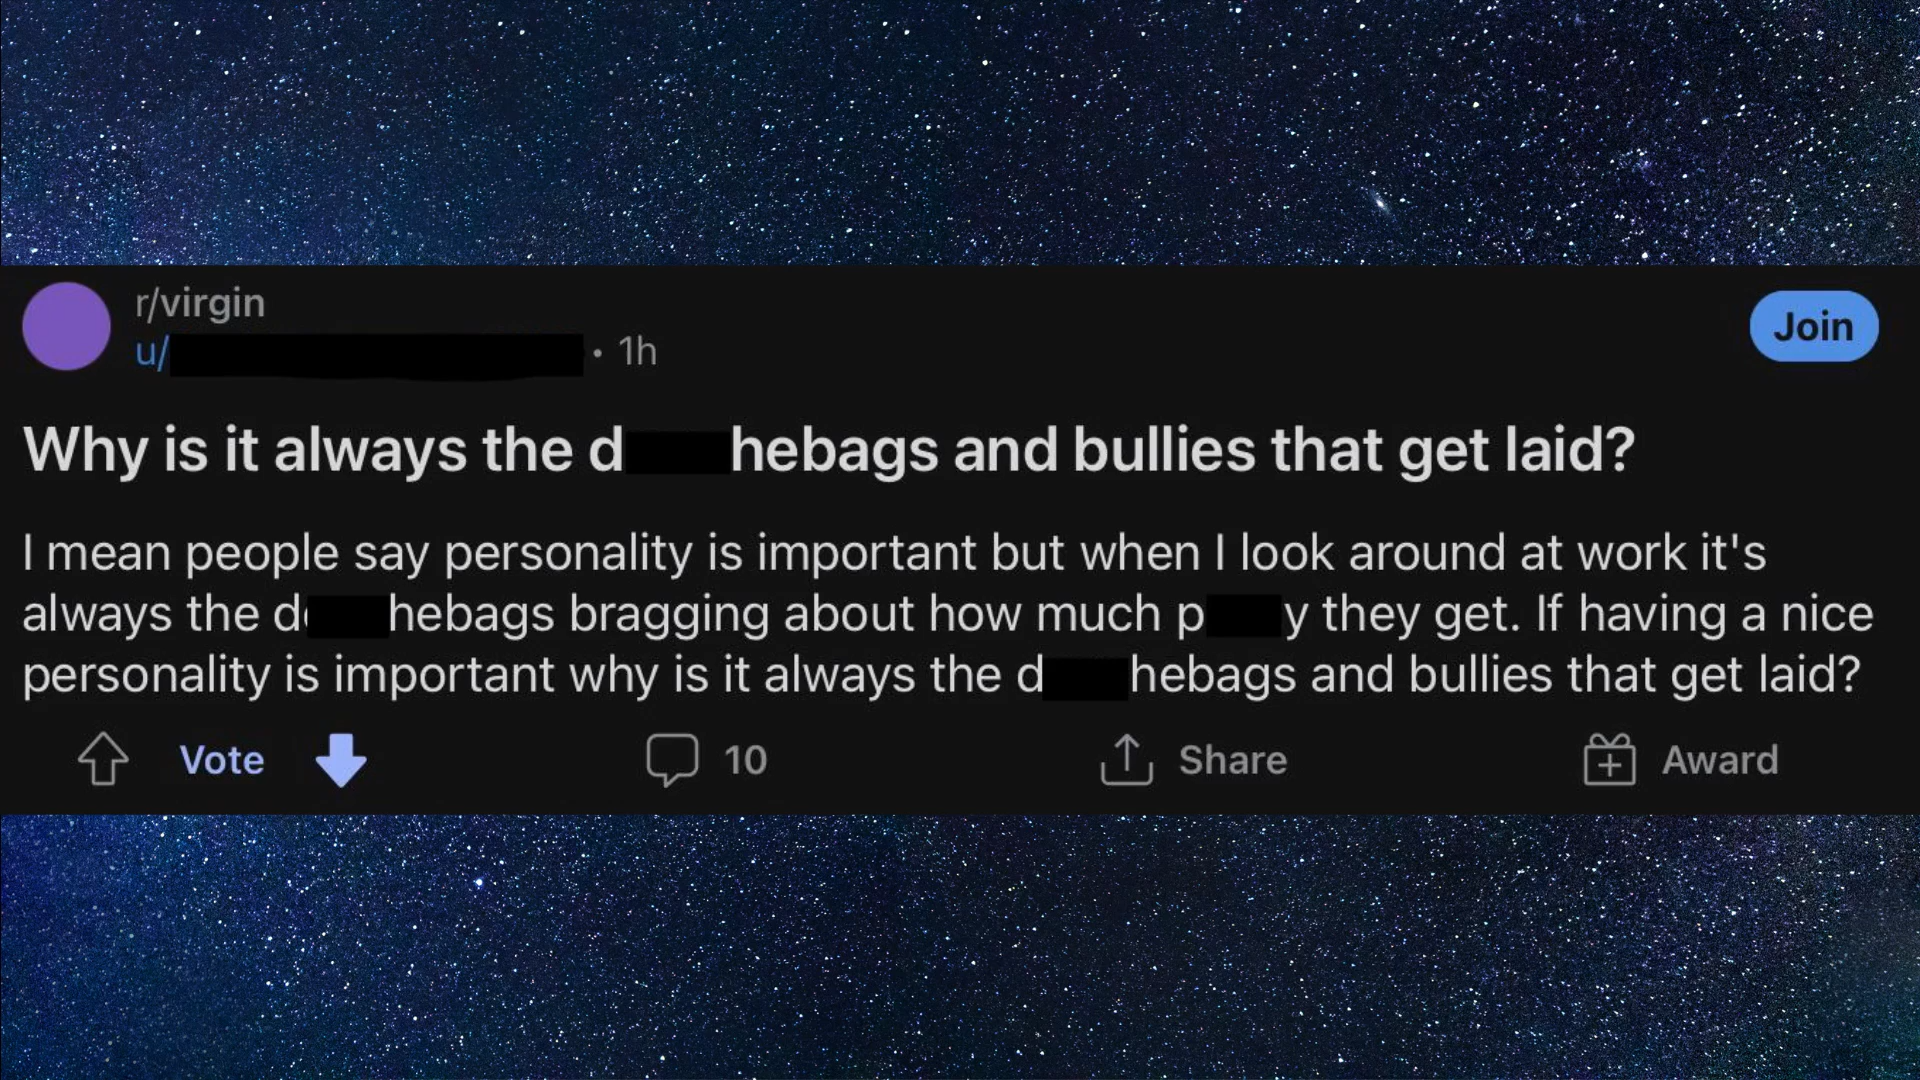 r/virgin
u/ • 1h
Join
Why is it always the d hebags and bullies that get laid?
I mean people say personality is important but when I look around at work it's
always the d hebags bragging about how much p y they get. If having a nice
personality is important why is it always the d hebags and bullies that get laid?
Vote 10 Share Award